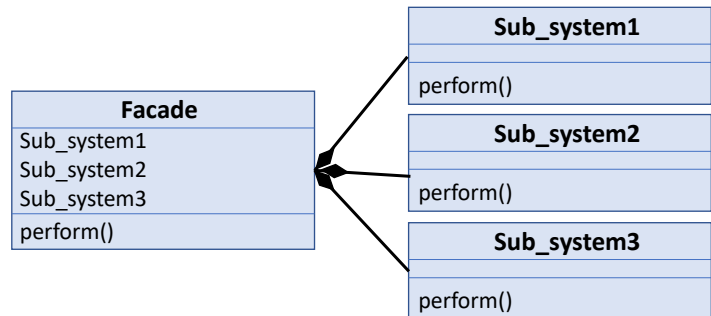 Facade
Sub_system1
Sub_system2
Sub_system3
perform()
Sub_system1
perform()
Sub_system2
perform()
Sub_system3
perform()